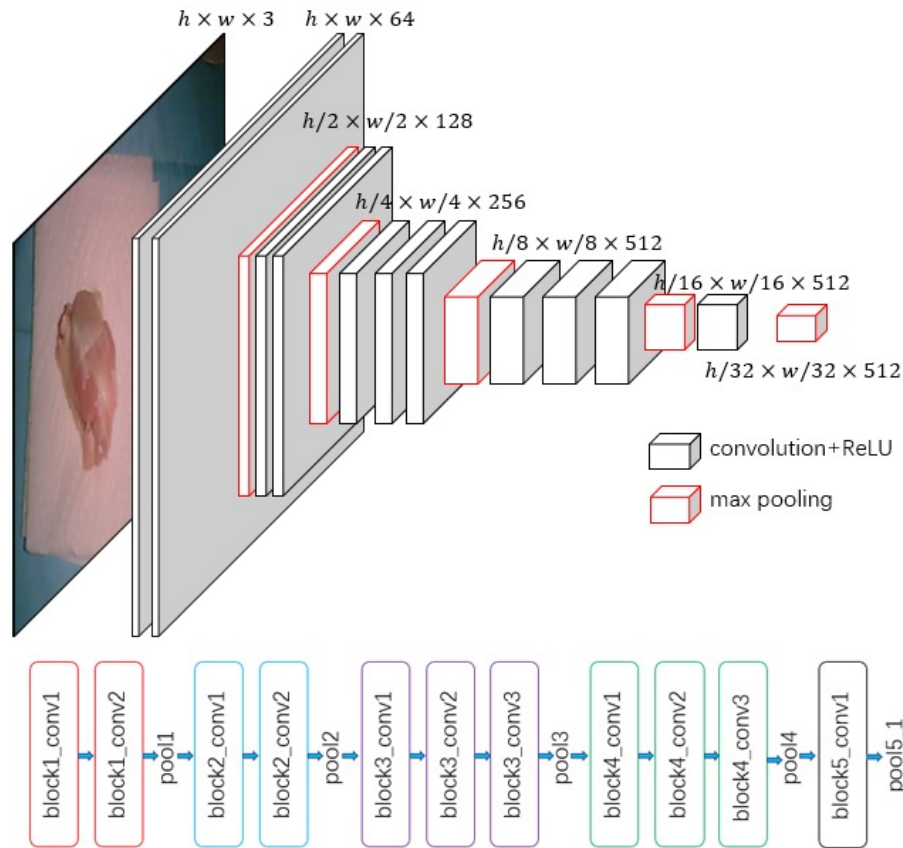 h × w × 3
h × w × 64
h/2 × w/2 × 128
h/4 × w/4 × 256
h/8 × w/8 × 512
h/16 × w/16 × 512
h/32 × w/32 × 512
convolution+ReLU
max pooling
block1_conv1
block1_conv2
pool1
block2_conv1
block2_conv2
pool2
block3_conv1
block3_conv2
block3_conv3
pool3
block4_conv1
block4_conv2
block4_conv3
pool4
block5_conv1
pool5_1